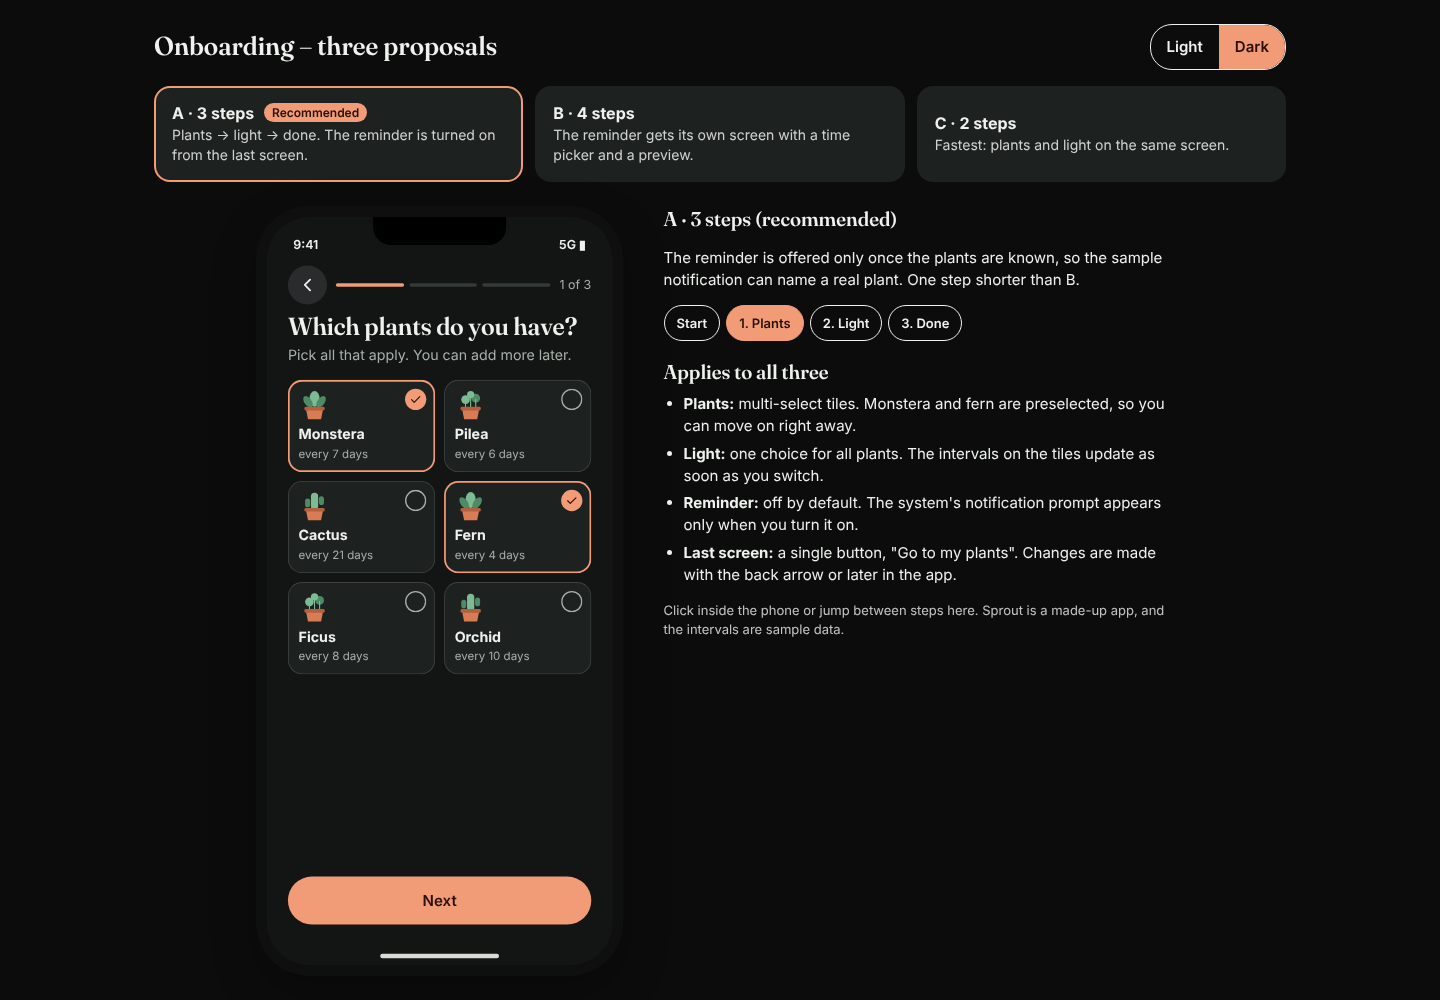 Onboarding – three proposals
Light
Dark
A · 3 steps
Recommended
Plants → light → done. The reminder is turned on
from the last screen.
B · 4 steps
The reminder gets its own screen with a time
picker and a preview.
C · 2 steps
Fastest: plants and light on the same screen.
9:41
5G
1 of 3
Which plants do you have?
Pick all that apply. You can add more later.
Monstera
every 7 days
Pilea
every 6 days
Cactus
every 21 days
Fern
every 4 days
Ficus
every 8 days
Orchid
every 10 days
Next
A · 3 steps (recommended)
The reminder is offered only once the plants are known, so the sample
notification can name a real plant. One step shorter than B.
Start
1. Plants
2. Light
3. Done
Applies to all three
• Plants: multi-select tiles. Monstera and fern are preselected, so you
can move on right away.
• Light: one choice for all plants. The intervals on the tiles update as
soon as you switch.
• Reminder: off by default. The system's notification prompt appears
only when you turn it on.
• Last screen: a single button, "Go to my plants". Changes are made
with the back arrow or later in the app.
Click inside the phone or jump between steps here. Sprout is a made-up app, and
the intervals are sample data.